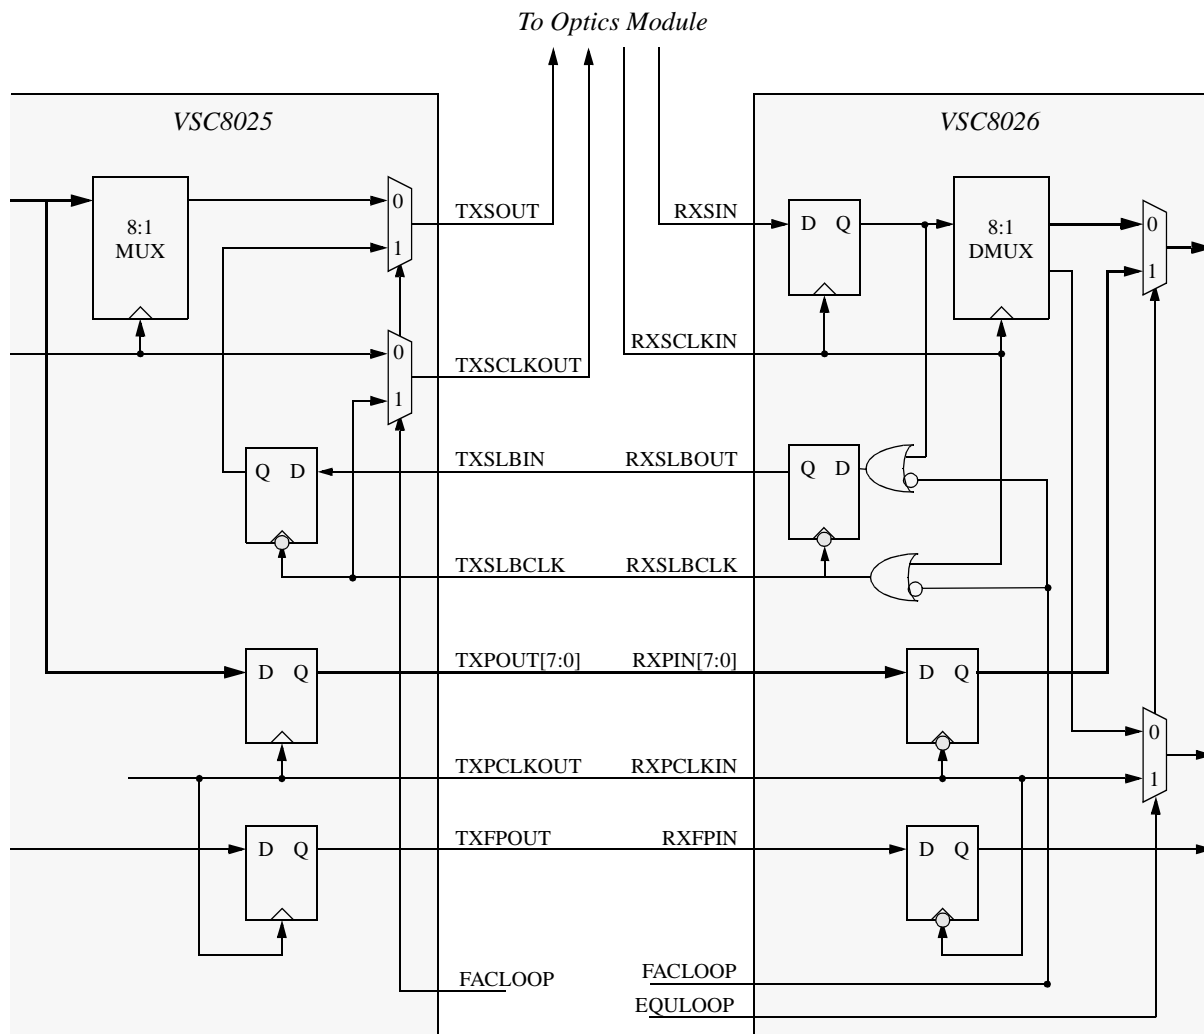 To Optics Module
VSC8025
VSC8026
8:1
MUX
0
1
TXSOUT
RXSIN
D Q
8:1
DMUX
0
1
0
1
TXSCLKOUT
RXSCLKIN
Q D
TXSLBIN
RXSLBOUT
Q D
TXSLBCLK
RXSLBCLK
D Q
TXPOUT[7:0]
RXPIN[7:0]
D Q
0
1
TXPCLKOUT
RXPCLKIN
D Q
TXFPOUT
RXFPIN
D Q
FACLOOP
FACLOOP
EQULOOP